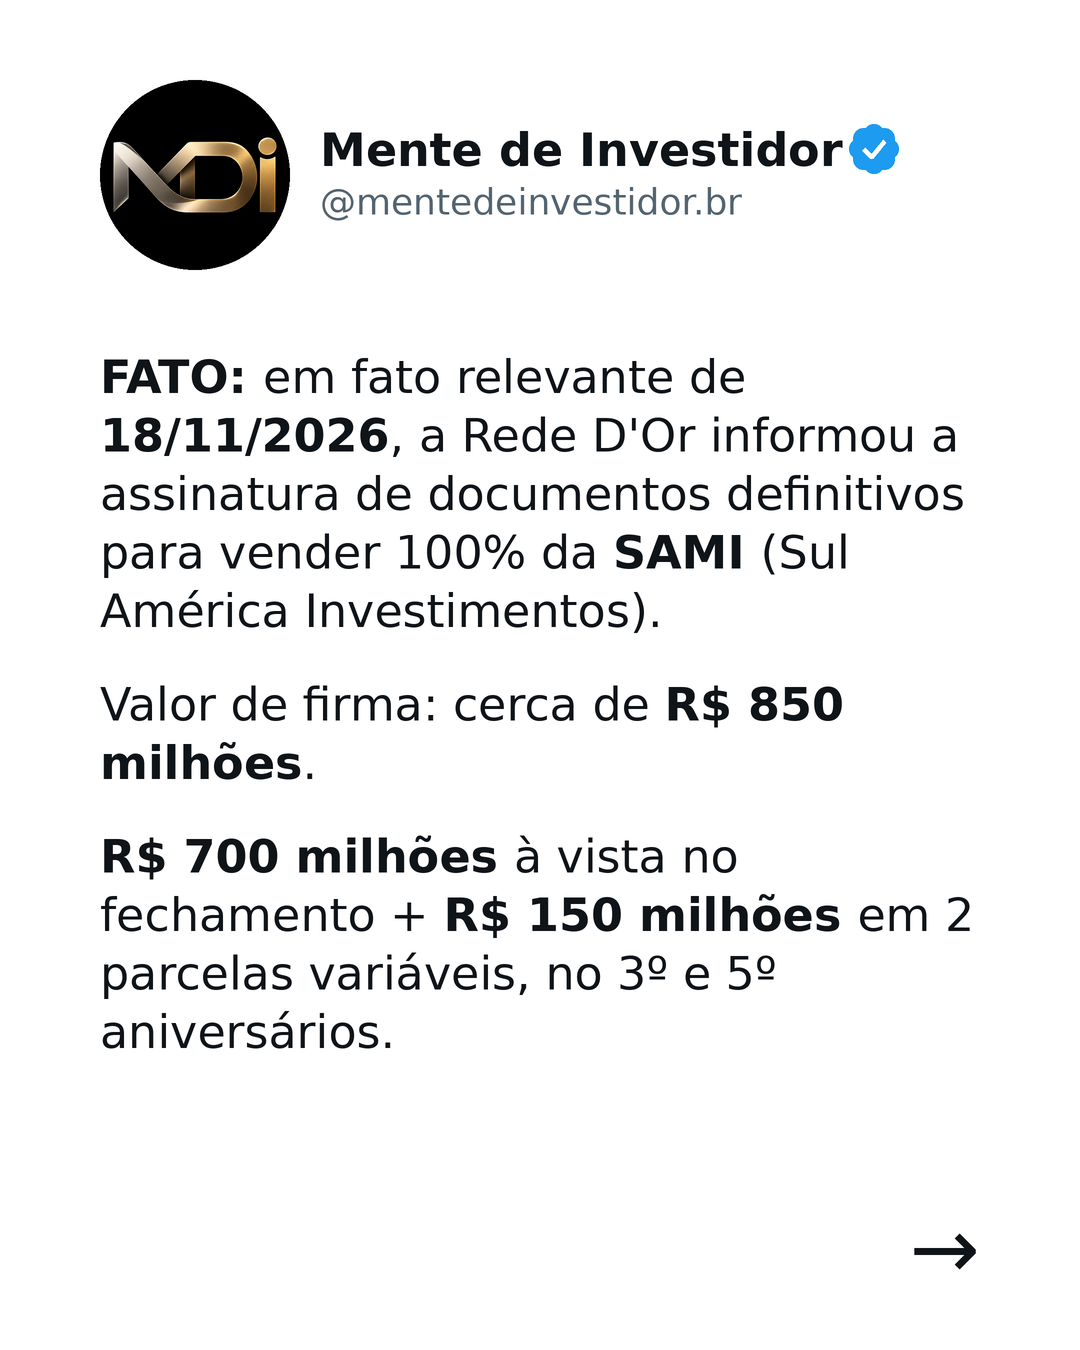 MDi
Mente de Investidor
@mentedeinvestidor.br
FATO: em fato relevante de
18/11/2026, a Rede D'Or informou a
assinatura de documentos definitivos
para vender 100% da SAMI (Sul
América Investimentos).
Valor de firma: cerca de R$ 850
milhões.
R$ 700 milhões à vista no
fechamento + R$ 150 milhões em 2
parcelas variáveis, no 3º e 5º
aniversários.
→